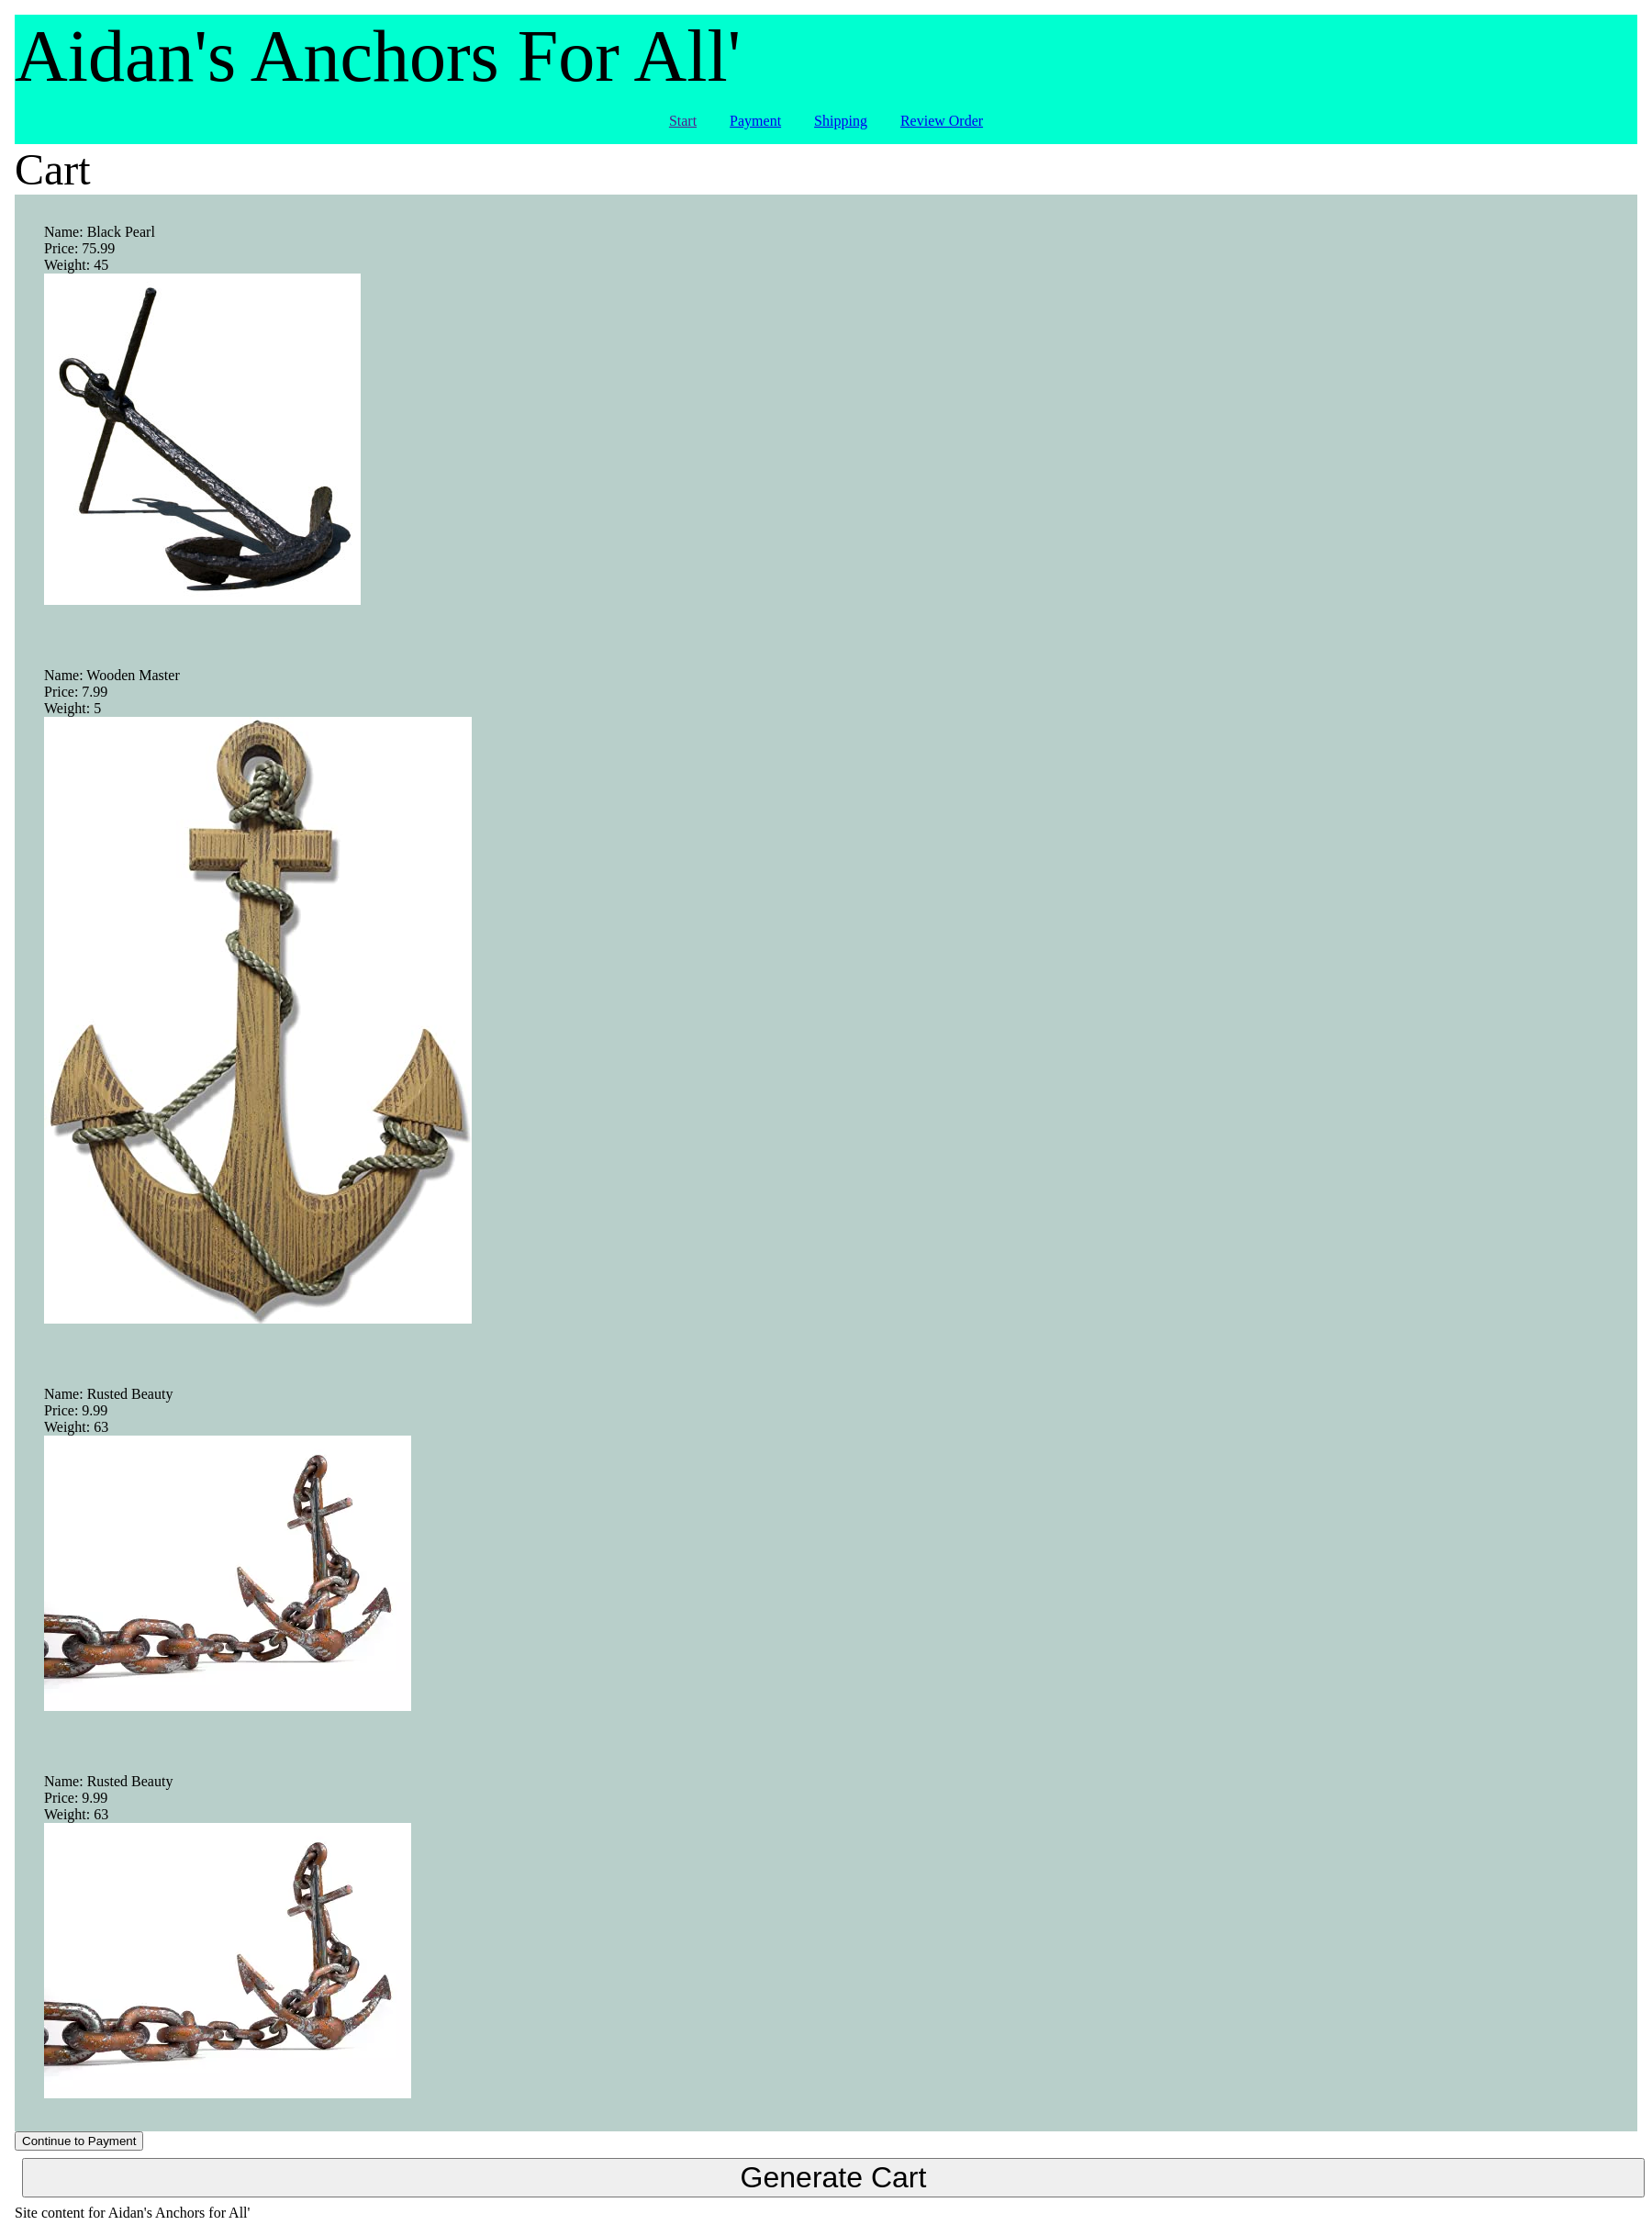 Aidan's Anchors For All'
Start Payment Shipping Review Order
Cart
Name: Black Pearl
Price: 75.99
Weight: 45
Name: Wooden Master
Price: 7.99
Weight: 5
Name: Rusted Beauty
Price: 9.99
Weight: 63
Name: Rusted Beauty
Price: 9.99
Weight: 63
Continue to Payment
Generate Cart
Site content for Aidan's Anchors for All'